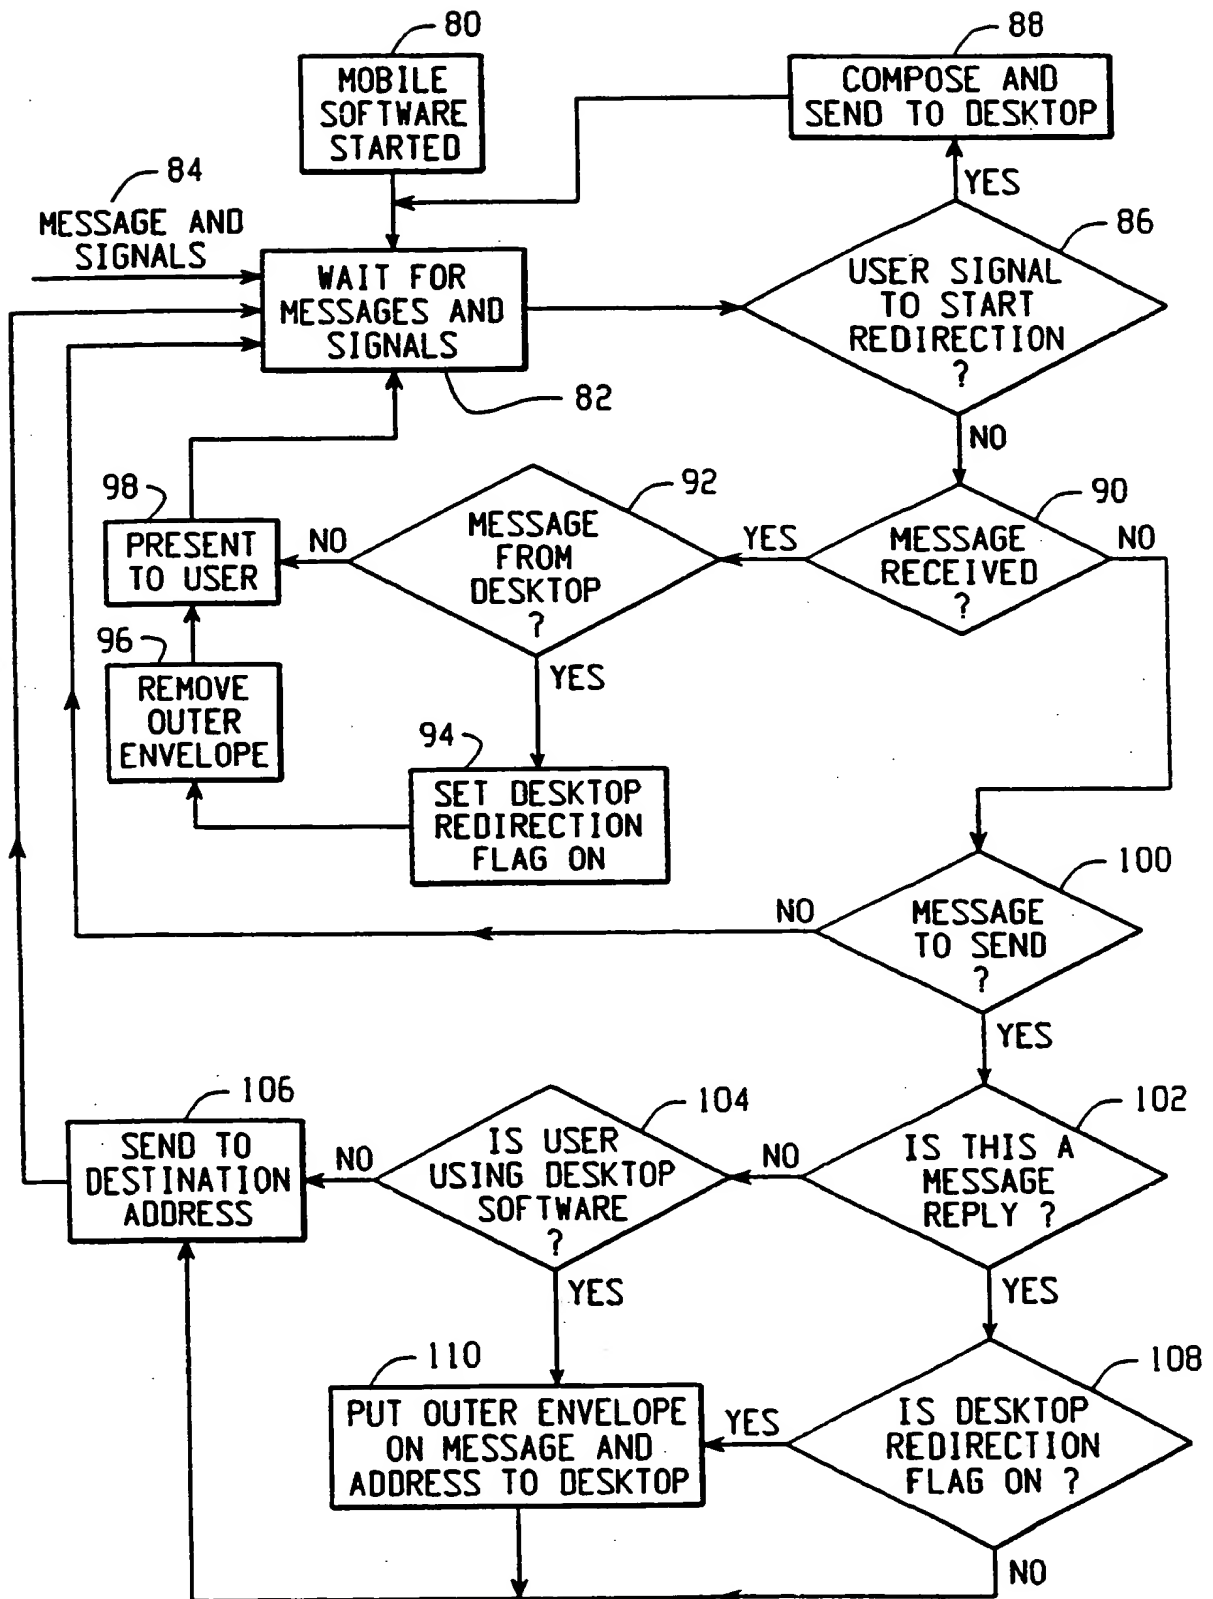 80
MOBILE
SOFTWARE
STARTED
88
COMPOSE AND
SEND TO DESKTOP
84
MESSAGE AND
SIGNALS
YES
86
WAIT FOR
MESSAGES AND
SIGNALS
82
USER SIGNAL
TO START
REDIRECTION
?
NO
98
PRESENT
TO USER
NO
92
MESSAGE
FROM
DESKTOP
?
YES
90
MESSAGE
RECEIVED
?
NO
96
REMOVE
OUTER
ENVELOPE
YES
94
SET DESKTOP
REDIRECTION
FLAG ON
100
NO
MESSAGE
TO SEND
?
YES
106
SEND TO
DESTINATION
ADDRESS
NO
104
IS USER
USING DESKTOP
SOFTWARE
?
NO
102
IS THIS A
MESSAGE
REPLY ?
YES
YES
110
PUT OUTER ENVELOPE
ON MESSAGE AND
ADDRESS TO DESKTOP
YES
108
IS DESKTOP
REDIRECTION
FLAG ON ?
NO